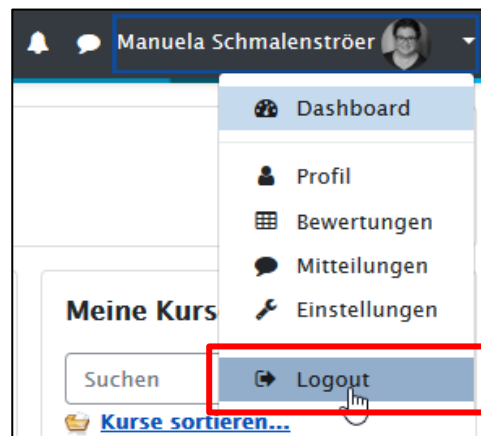 Manuela Schmalenströer
Dashboard
Profil
Bewertungen
Mitteilungen
Meine Kurs
Einstellungen
Suchen
Logout
Kurse sortieren...